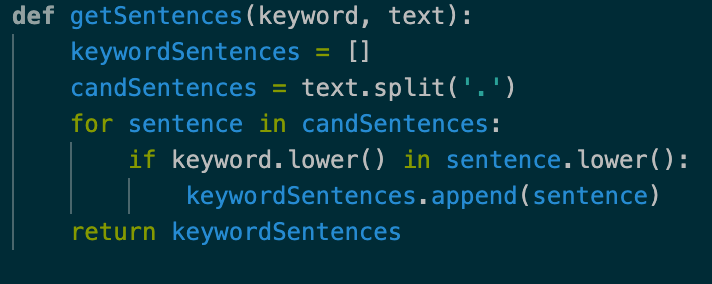 def getSentences(keyword, text):
    keywordSentences = []
    candSentences = text.split('.')
    for sentence in candSentences:
        if keyword.lower() in sentence.lower():
            keywordSentences.append(sentence)
    return keywordSentences